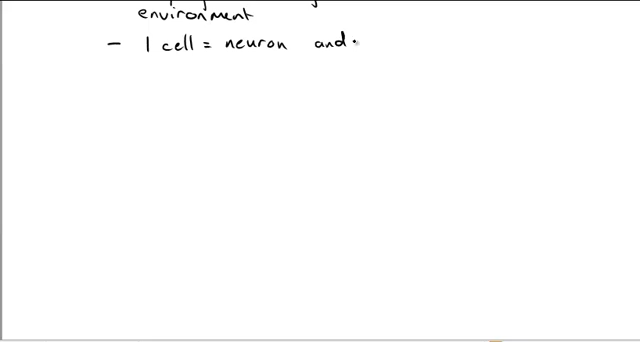 environment
- 1 cell = neuron and